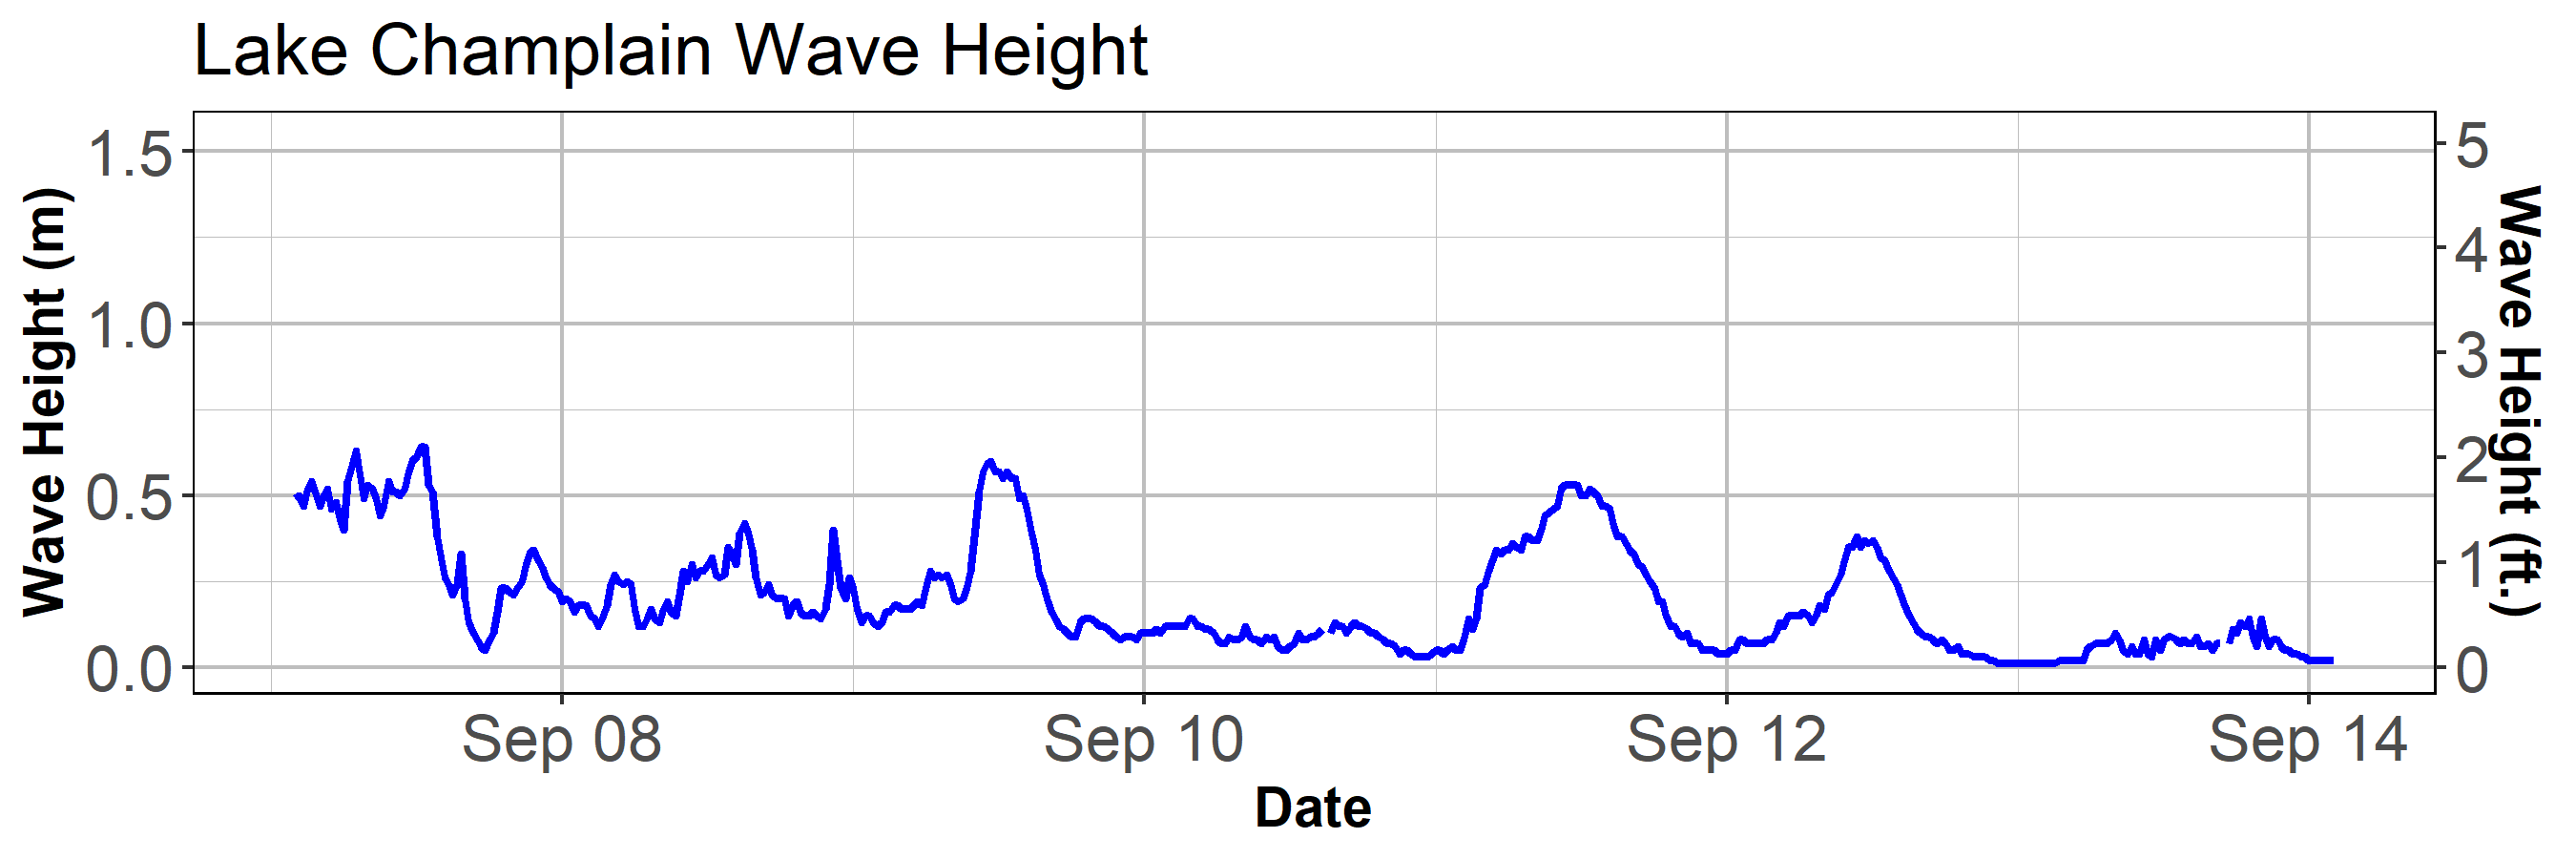 Lake Champlain Wave Height
Wave Height (m)
1.5
1.0
0.5
0.0
5
4
3
2
1
0
Wave Height (ft.)
Sep 08
Sep 10
Sep 12
Sep 14
Date